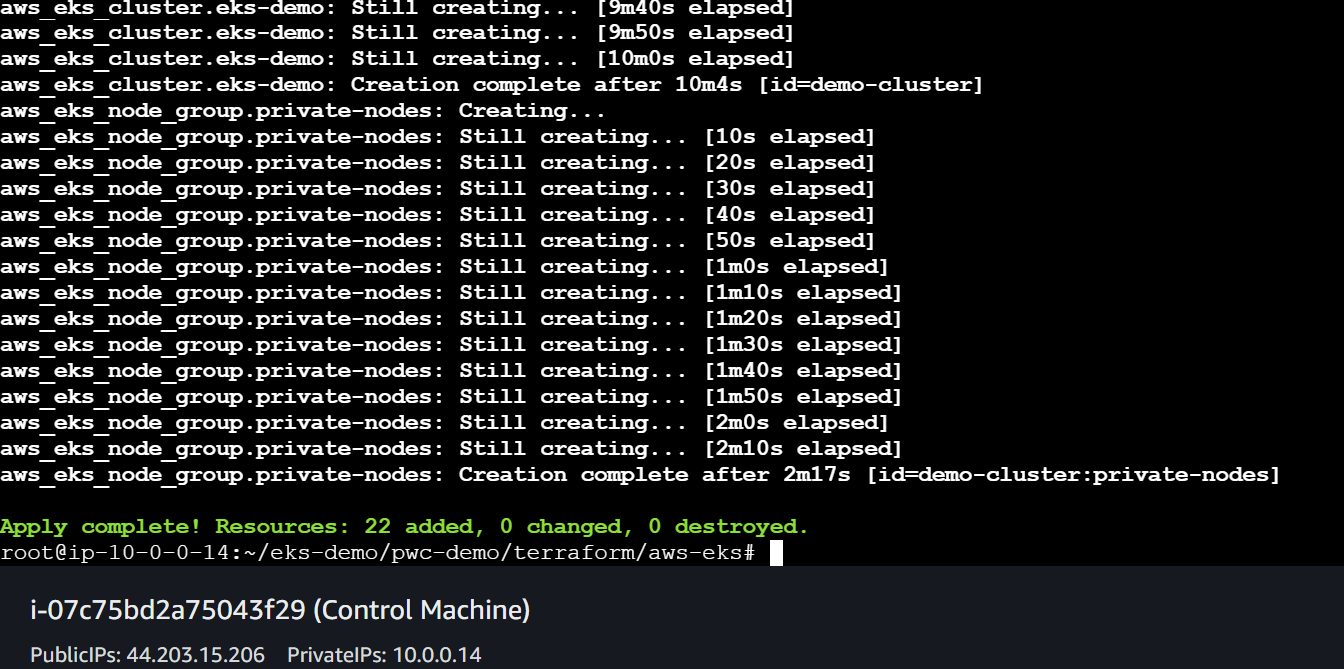 aws_eks_cluster.eks-demo: Still creating... [9m40s elapsed]
aws_eks_cluster.eks-demo: Still creating... [9m50s elapsed]
aws_eks_cluster.eks-demo: Still creating... [10m0s elapsed]
aws_eks_cluster.eks-demo: Creation complete after 10m4s [id=demo-cluster]
aws_eks_node_group.private-nodes: Creating...
aws_eks_node_group.private-nodes: Still creating... [10s elapsed]
aws_eks_node_group.private-nodes: Still creating... [20s elapsed]
aws_eks_node_group.private-nodes: Still creating... [30s elapsed]
aws_eks_node_group.private-nodes: Still creating... [40s elapsed]
aws_eks_node_group.private-nodes: Still creating... [50s elapsed]
aws_eks_node_group.private-nodes: Still creating... [1m0s elapsed]
aws_eks_node_group.private-nodes: Still creating... [1m10s elapsed]
aws_eks_node_group.private-nodes: Still creating... [1m20s elapsed]
aws_eks_node_group.private-nodes: Still creating... [1m30s elapsed]
aws_eks_node_group.private-nodes: Still creating... [1m40s elapsed]
aws_eks_node_group.private-nodes: Still creating... [1m50s elapsed]
aws_eks_node_group.private-nodes: Still creating... [2m0s elapsed]
aws_eks_node_group.private-nodes: Still creating... [2m10s elapsed]
aws_eks_node_group.private-nodes: Creation complete after 2m17s [id=demo-cluster:private-nodes]
Apply complete! Resources: 22 added, 0 changed, 0 destroyed.
root@ip-10-0-0-14:~/eks-demo/pwc-demo/terraform/aws-eks#
i-07c75bd2a75043f29 (Control Machine)
PublicIPs: 44.203.15.206 PrivateIPs: 10.0.0.14